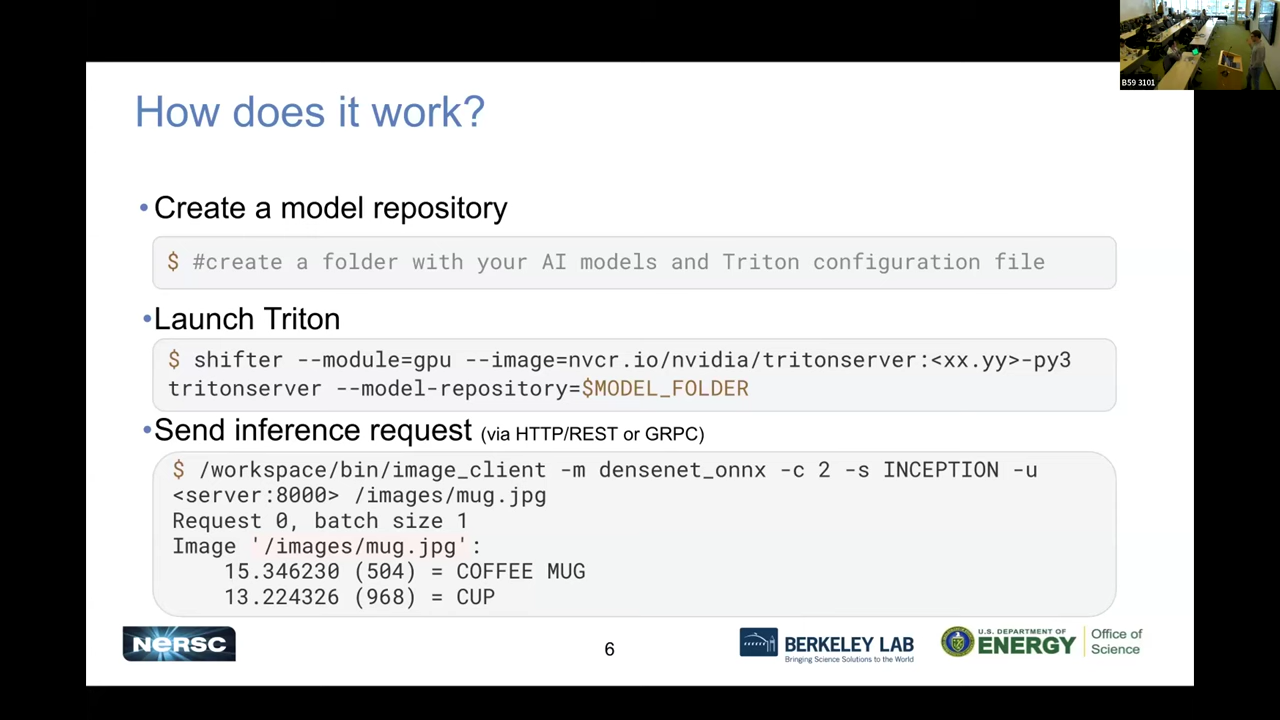 B59 3101
How does it work?
•Create a model repository
$ #create a folder with your AI models and Triton configuration file
•Launch Triton
$ shifter --module=gpu --image=nvcr.io/nvidia/tritonserver:<xx.yy>-py3
tritonserver --model-repository=$MODEL_FOLDER
•Send inference request (via HTTP/REST or GRPC)
$ /workspace/bin/image_client -m densenet_onnx -c 2 -s INCEPTION -u
<server:8000> /images/mug.jpg
Request 0, batch size 1
Image '/images/mug.jpg':
15.346230 (504) = COFFEE MUG
13.224326 (968) = CUP
NERSC
6
BERKELEY LAB
Bringing Science Solutions to the World
U.S. DEPARTMENT OF
ENERGY
Office of
Science